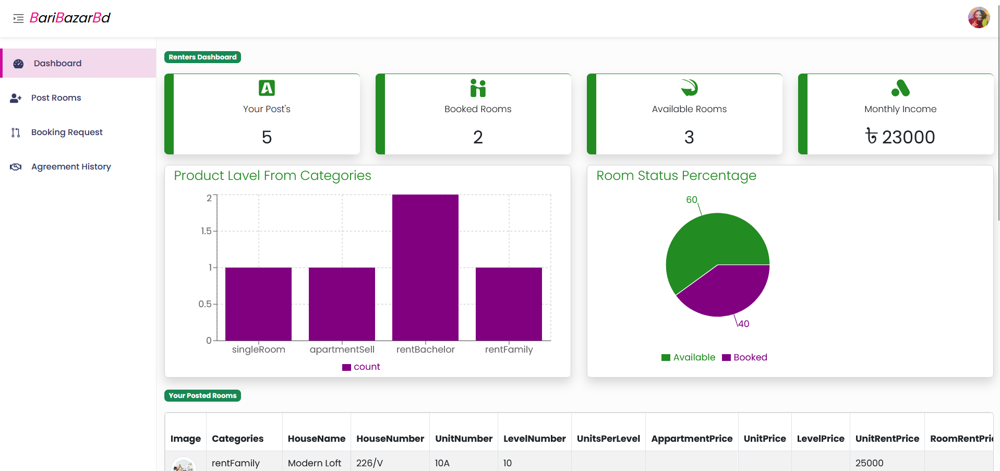 BariBazarBd
Dashboard
Post Rooms
Booking Request
Agreement History
Renters Dashboard
Your Post's
5
Booked Rooms
2
Available Rooms
3
Monthly Income
৳ 23000
Product Lavel From Categories
2
1.5
1
0.5
0
singleRoom apartmentSell rentBachelor rentFamily
count
Room Status Percentage
60
40
Available Booked
Your Posted Rooms
Image Categories HouseName HouseNumber UnitNumber LevelNumber UnitsPerLevel AppartmentPrice UnitPrice LevelPrice UnitRentPrice RoomRentPric
rentFamily Modern Loft 226/V 10A 10 25000